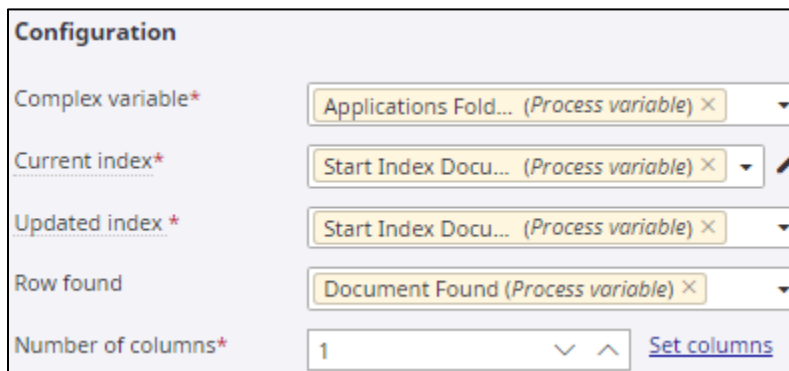 Configuration
Complex variable* Applications Fold... (Process variable) ×
Current index* Start Index Docu... (Process variable) ×
Updated index * Start Index Docu... (Process variable) ×
Row found Document Found (Process variable) ×
Number of columns* 1 Set columns